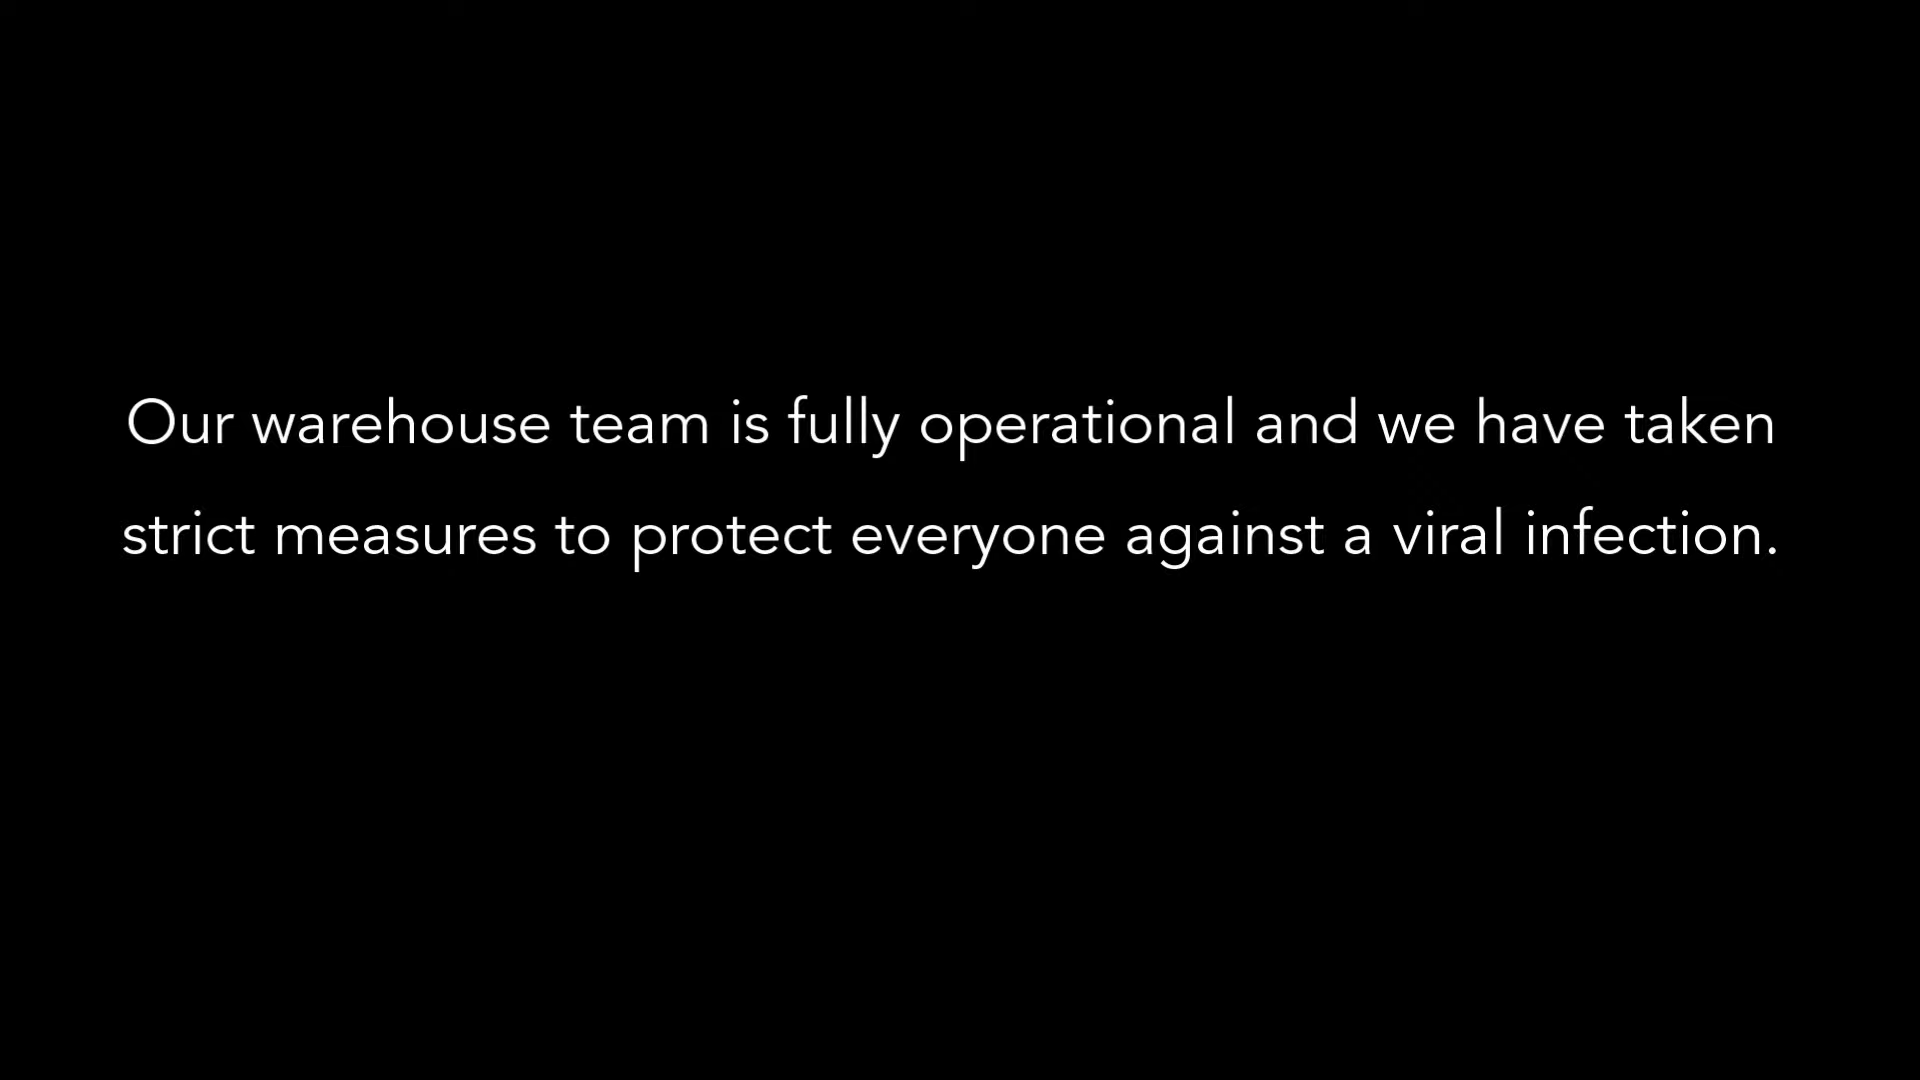 Our warehouse team is fully operational and we have taken
strict measures to protect everyone against a viral infection.